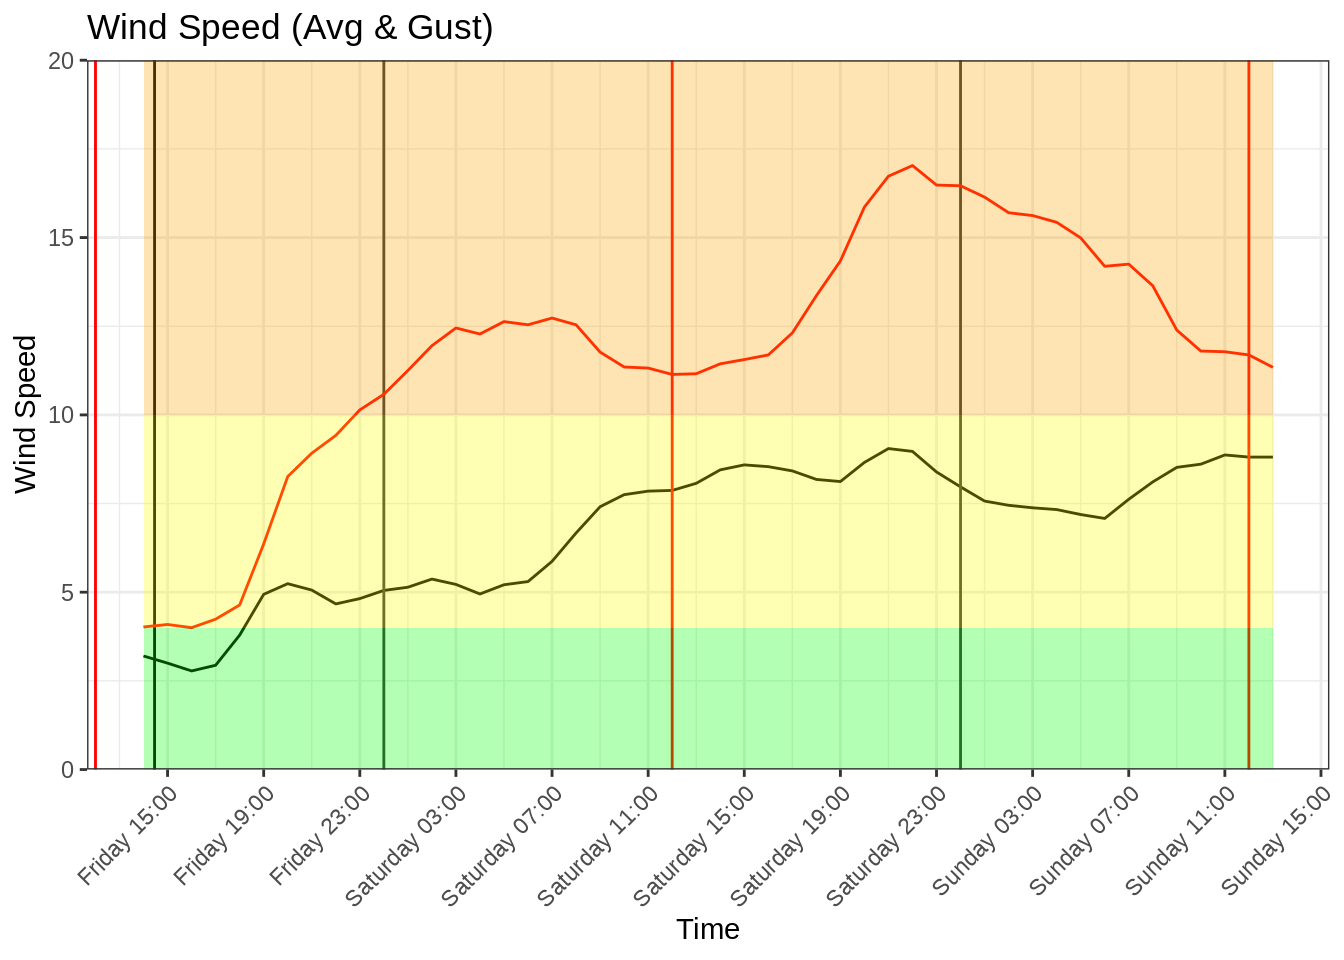 Wind Speed (Avg & Gust)
20
15
10
5
0
Wind Speed
Friday 15:00
Friday 19:00
Friday 23:00
Saturday 03:00
Saturday 07:00
Saturday 11:00
Saturday 15:00
Saturday 19:00
Saturday 23:00
Sunday 03:00
Sunday 07:00
Sunday 11:00
Sunday 15:00
Time